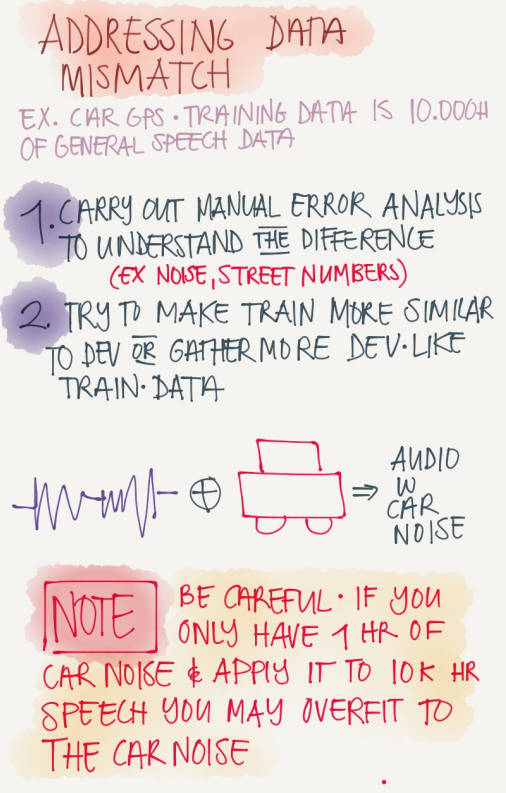 ADDRESSING DATA
MISMATCH
EX. CAR GPS · TRAINING DATA IS 10.000H
OF GENERAL SPEECH DATA
1. CARRY OUT MANUAL ERROR ANALYSIS
TO UNDERSTAND THE DIFFERENCE
(EX NOISE, STREET NUMBERS)
2. TRY TO MAKE TRAIN MORE SIMILAR
TO DEV OR GATHER MORE DEV·LIKE
TRAIN·DATA
AUDIO
W
CAR
NOISE
NOTE
BE CAREFUL · IF YOU
ONLY HAVE 1 HR OF
CAR NOISE & APPLY IT TO 10K HR
SPEECH YOU MAY OVERFIT TO
THE CAR NOISE